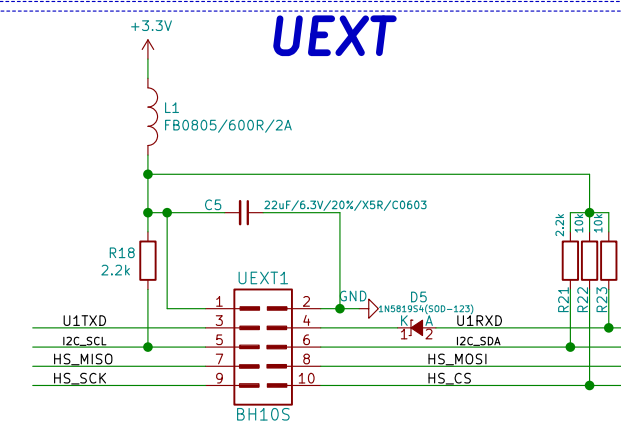 UEXT
+3.3V
L1
FB0805/600R/2A
C5
22uF/6.3V/20%/X5R/C0603
2.2k
10k
10k
R18
2.2k
R21
R22
R23
UEXT1
GND
D5
1N5819S4(SOD-123)
1
2
U1TXD
3
4
K
A
1
2
U1RXD
I2C_SCL
5
6
I2C_SDA
HS_MISO
7
8
HS_MOSI
HS_SCK
9
10
HS_CS
BH10S